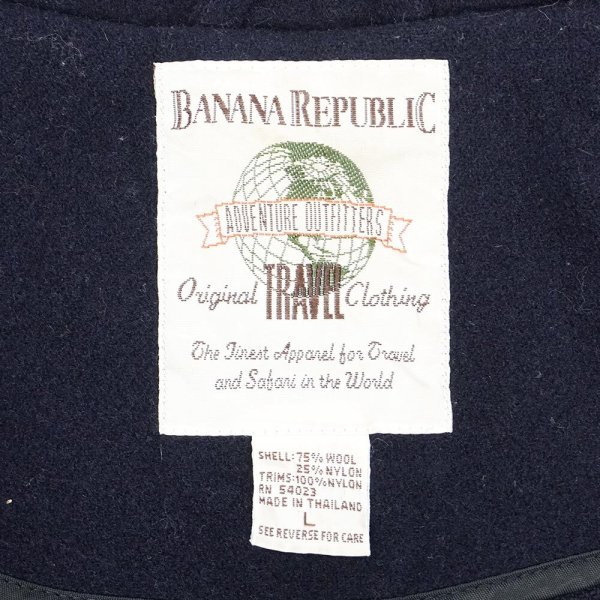 BANANA REPUBLIC
ADVENTURE OUTFITTERS
Original TRAVEL Clothing
The Finest Apparel for Travel
and Safari in the World
SHELL: 75% WOOL
25% NYLON
TRIMS: 100% NYLON
RN 54023
MADE IN THAILAND
L
SEE REVERSE FOR CARE